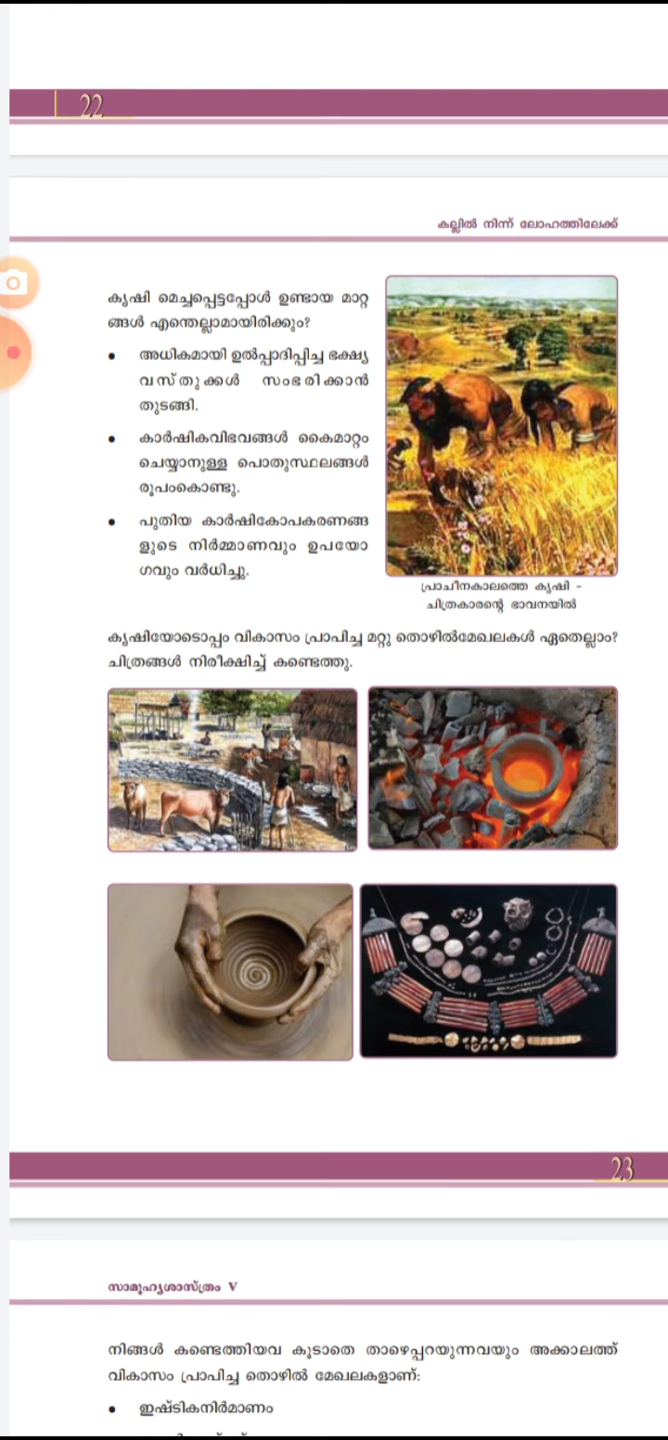 22
കല്ലിൽ നിന്ന് ലോഹത്തിലേക്ക്
കൃഷി മെച്ചപ്പെട്ടപ്പോൾ ഉണ്ടായ മാറ്റ
ങ്ങൾ എന്തെല്ലാമായിരിക്കും?
• അധികമായി ഉൽപ്പാദിപ്പിച്ച ഭക്ഷ്യ
വസ്തുക്കൾ സംഭരിക്കാൻ
തുടങ്ങി.
• കാർഷികവിഭവങ്ങൾ കൈമാറ്റം
ചെയ്യാനുള്ള പൊതുസ്ഥലങ്ങൾ
രൂപംകൊണ്ടു.
• പുതിയ കാർഷികോപകരണങ്ങ
ളുടെ നിർമ്മാണവും ഉപയോ
ഗവും വർധിച്ചു.
പ്രാചീനകാലത്തെ കൃഷി -
ചിത്രകാരന്റെ ഭാവനയിൽ
കൃഷിയോടൊപ്പം വികാസം പ്രാപിച്ച മറ്റു തൊഴിൽമേഖലകൾ ഏതെല്ലാം?
ചിത്രങ്ങൾ നിരീക്ഷിച്ച് കണ്ടെത്തൂ.
23
സാമൂഹ്യശാസ്ത്രം V
നിങ്ങൾ കണ്ടെത്തിയവ കൂടാതെ താഴെപ്പറയുന്നവയും അക്കാലത്ത്
വികാസം പ്രാപിച്ച തൊഴിൽ മേഖലകളാണ്:
• ഇഷ്ടികനിർമാണം